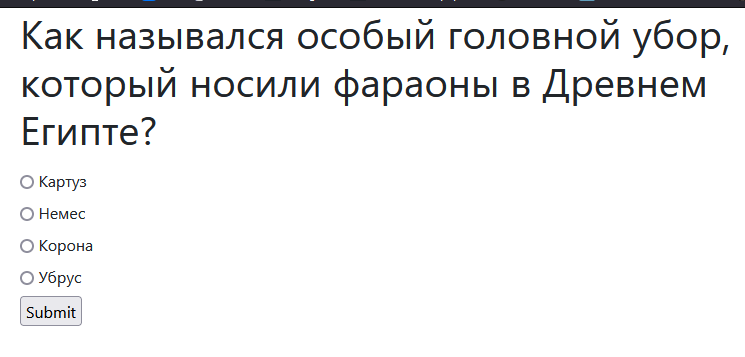 Как назывался особый головной убор,
который носили фараоны в Древнем
Египте?
Картуз
Немес
Корона
Убрус
Submit